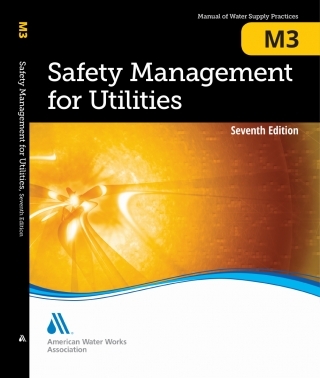 M3
Safety Management for Utilities, Seventh Edition
Manual of Water Supply Practices
M3
Safety Management
for Utilities
Seventh Edition
American Water Works
Association